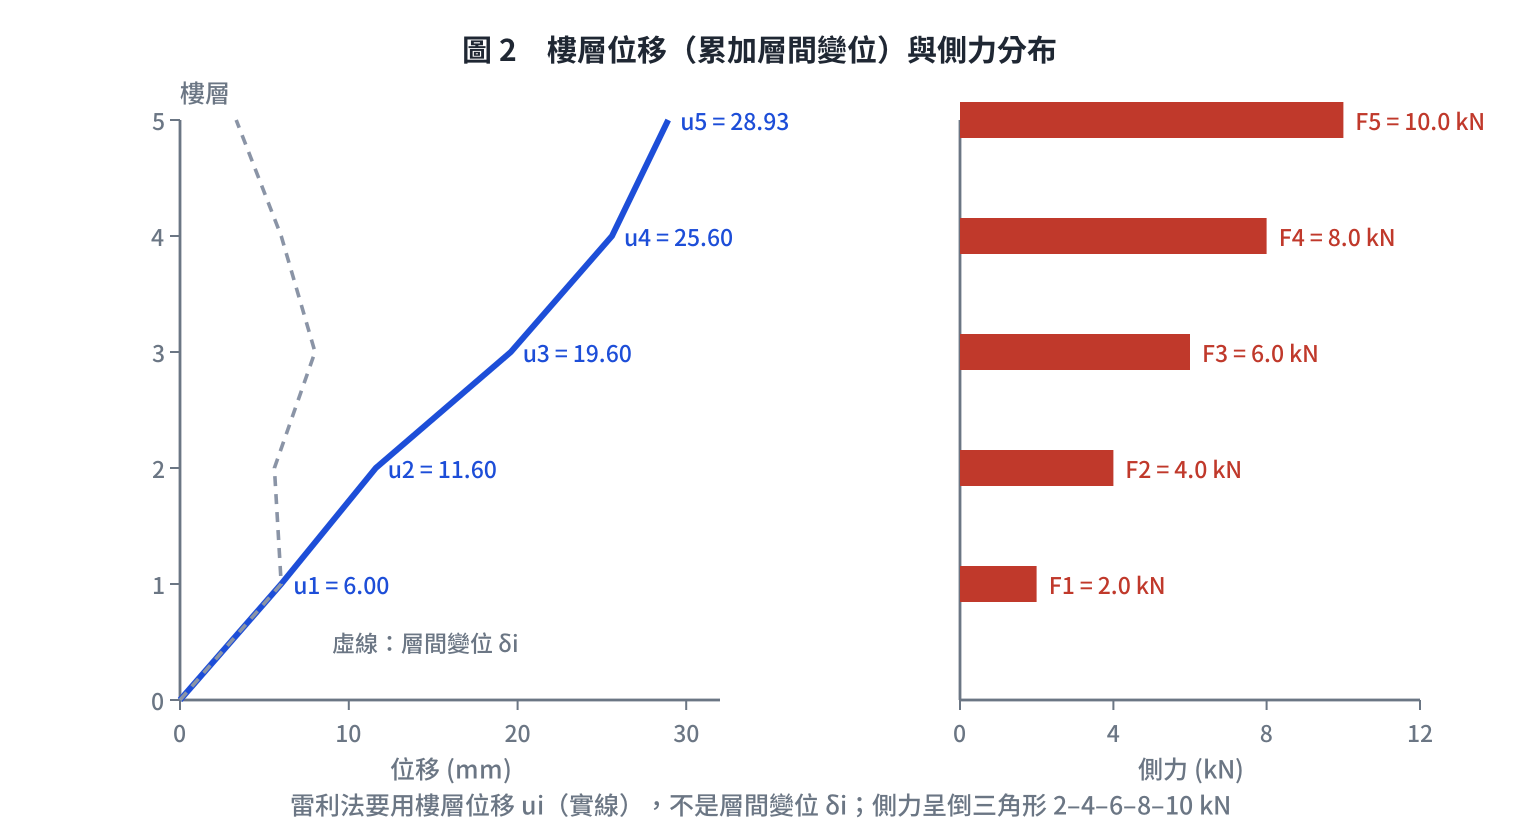 圖 2　樓層位移（累加層間變位）與側力分布
樓層
5
4
3
2
1
0
u5 = 28.93
u4 = 25.60
u3 = 19.60
u2 = 11.60
u1 = 6.00
虛線：層間變位 δi
0 10 20 30
位移 (mm)
F5 = 10.0 kN
F4 = 8.0 kN
F3 = 6.0 kN
F2 = 4.0 kN
F1 = 2.0 kN
0 4 8 12
側力 (kN)
雷利法要用樓層位移 ui（實線），不是層間變位 δi；側力呈倒三角形 2–4–6–8–10 kN